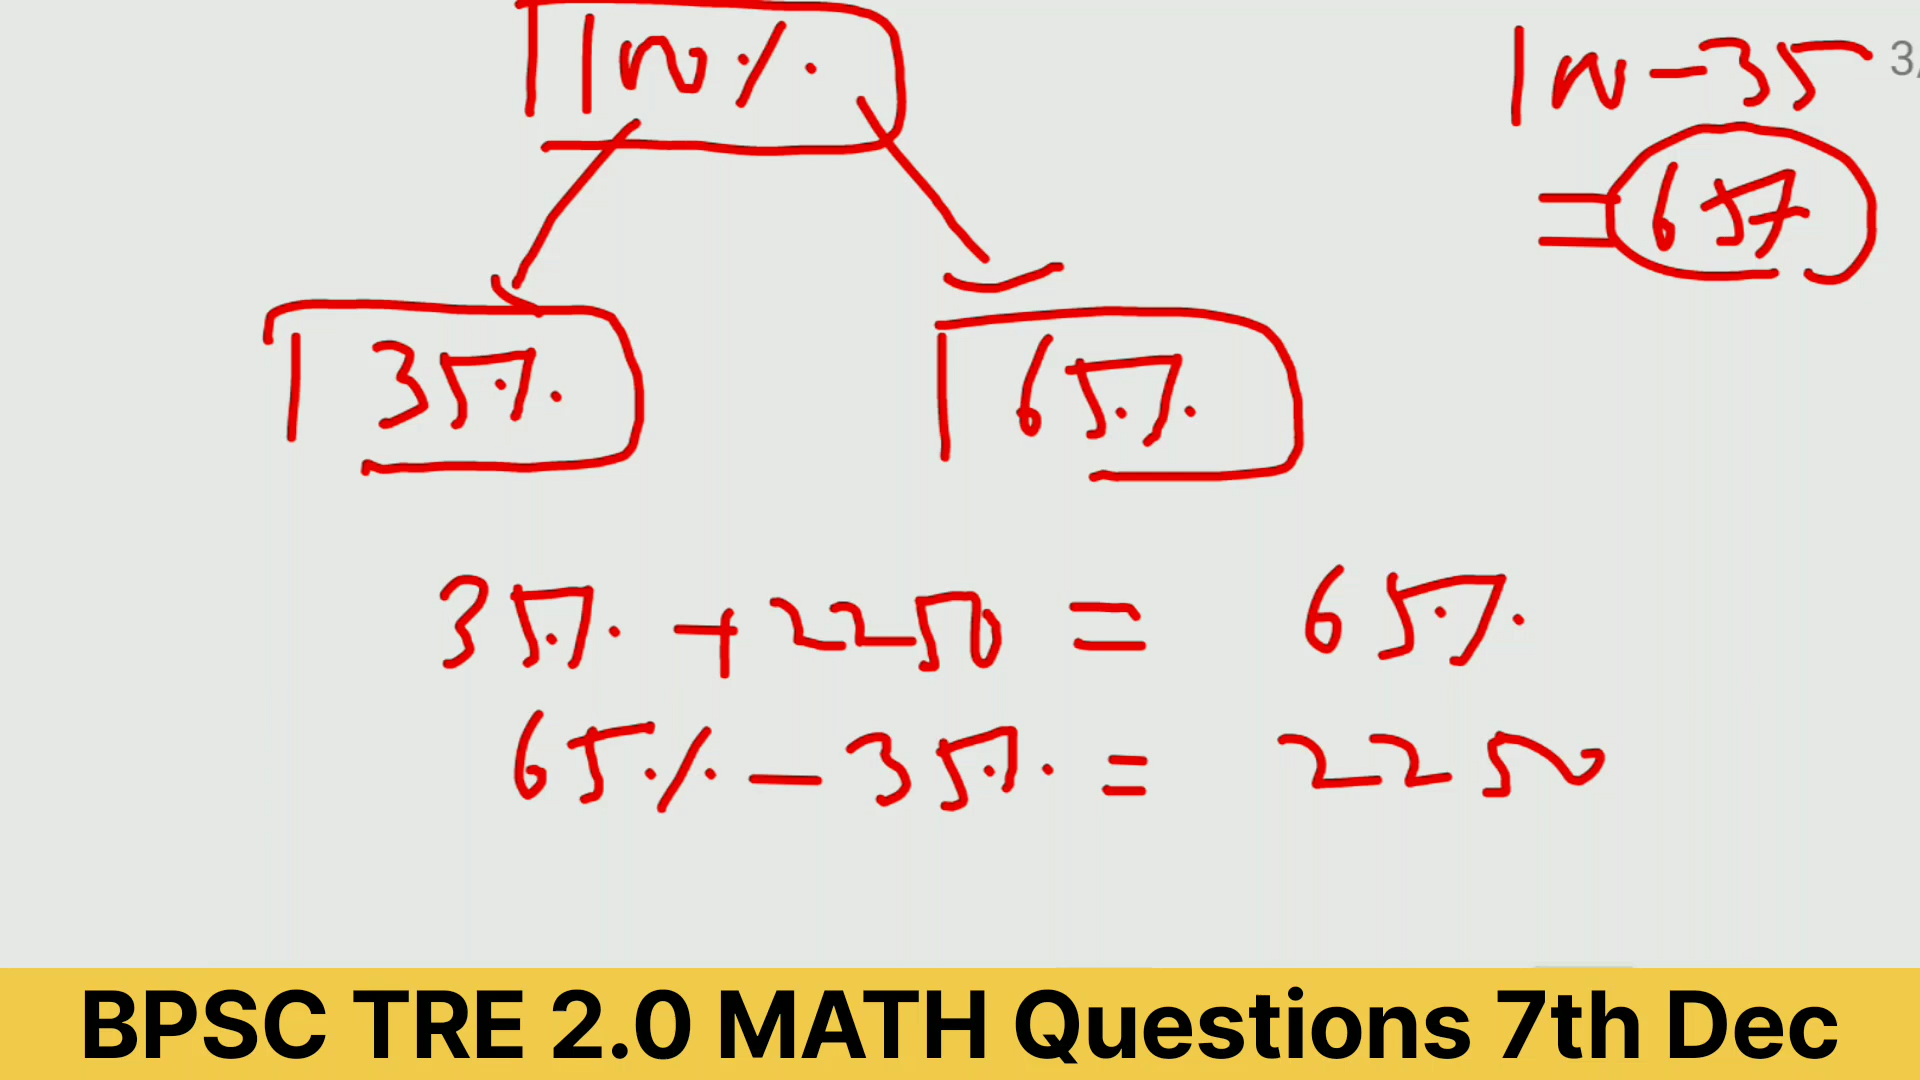 100%
100-35
= 65%
35%
65%
35% + 2250 = 65%
65% - 35% = 2250
BPSC TRE 2.0 MATH Questions 7th Dec